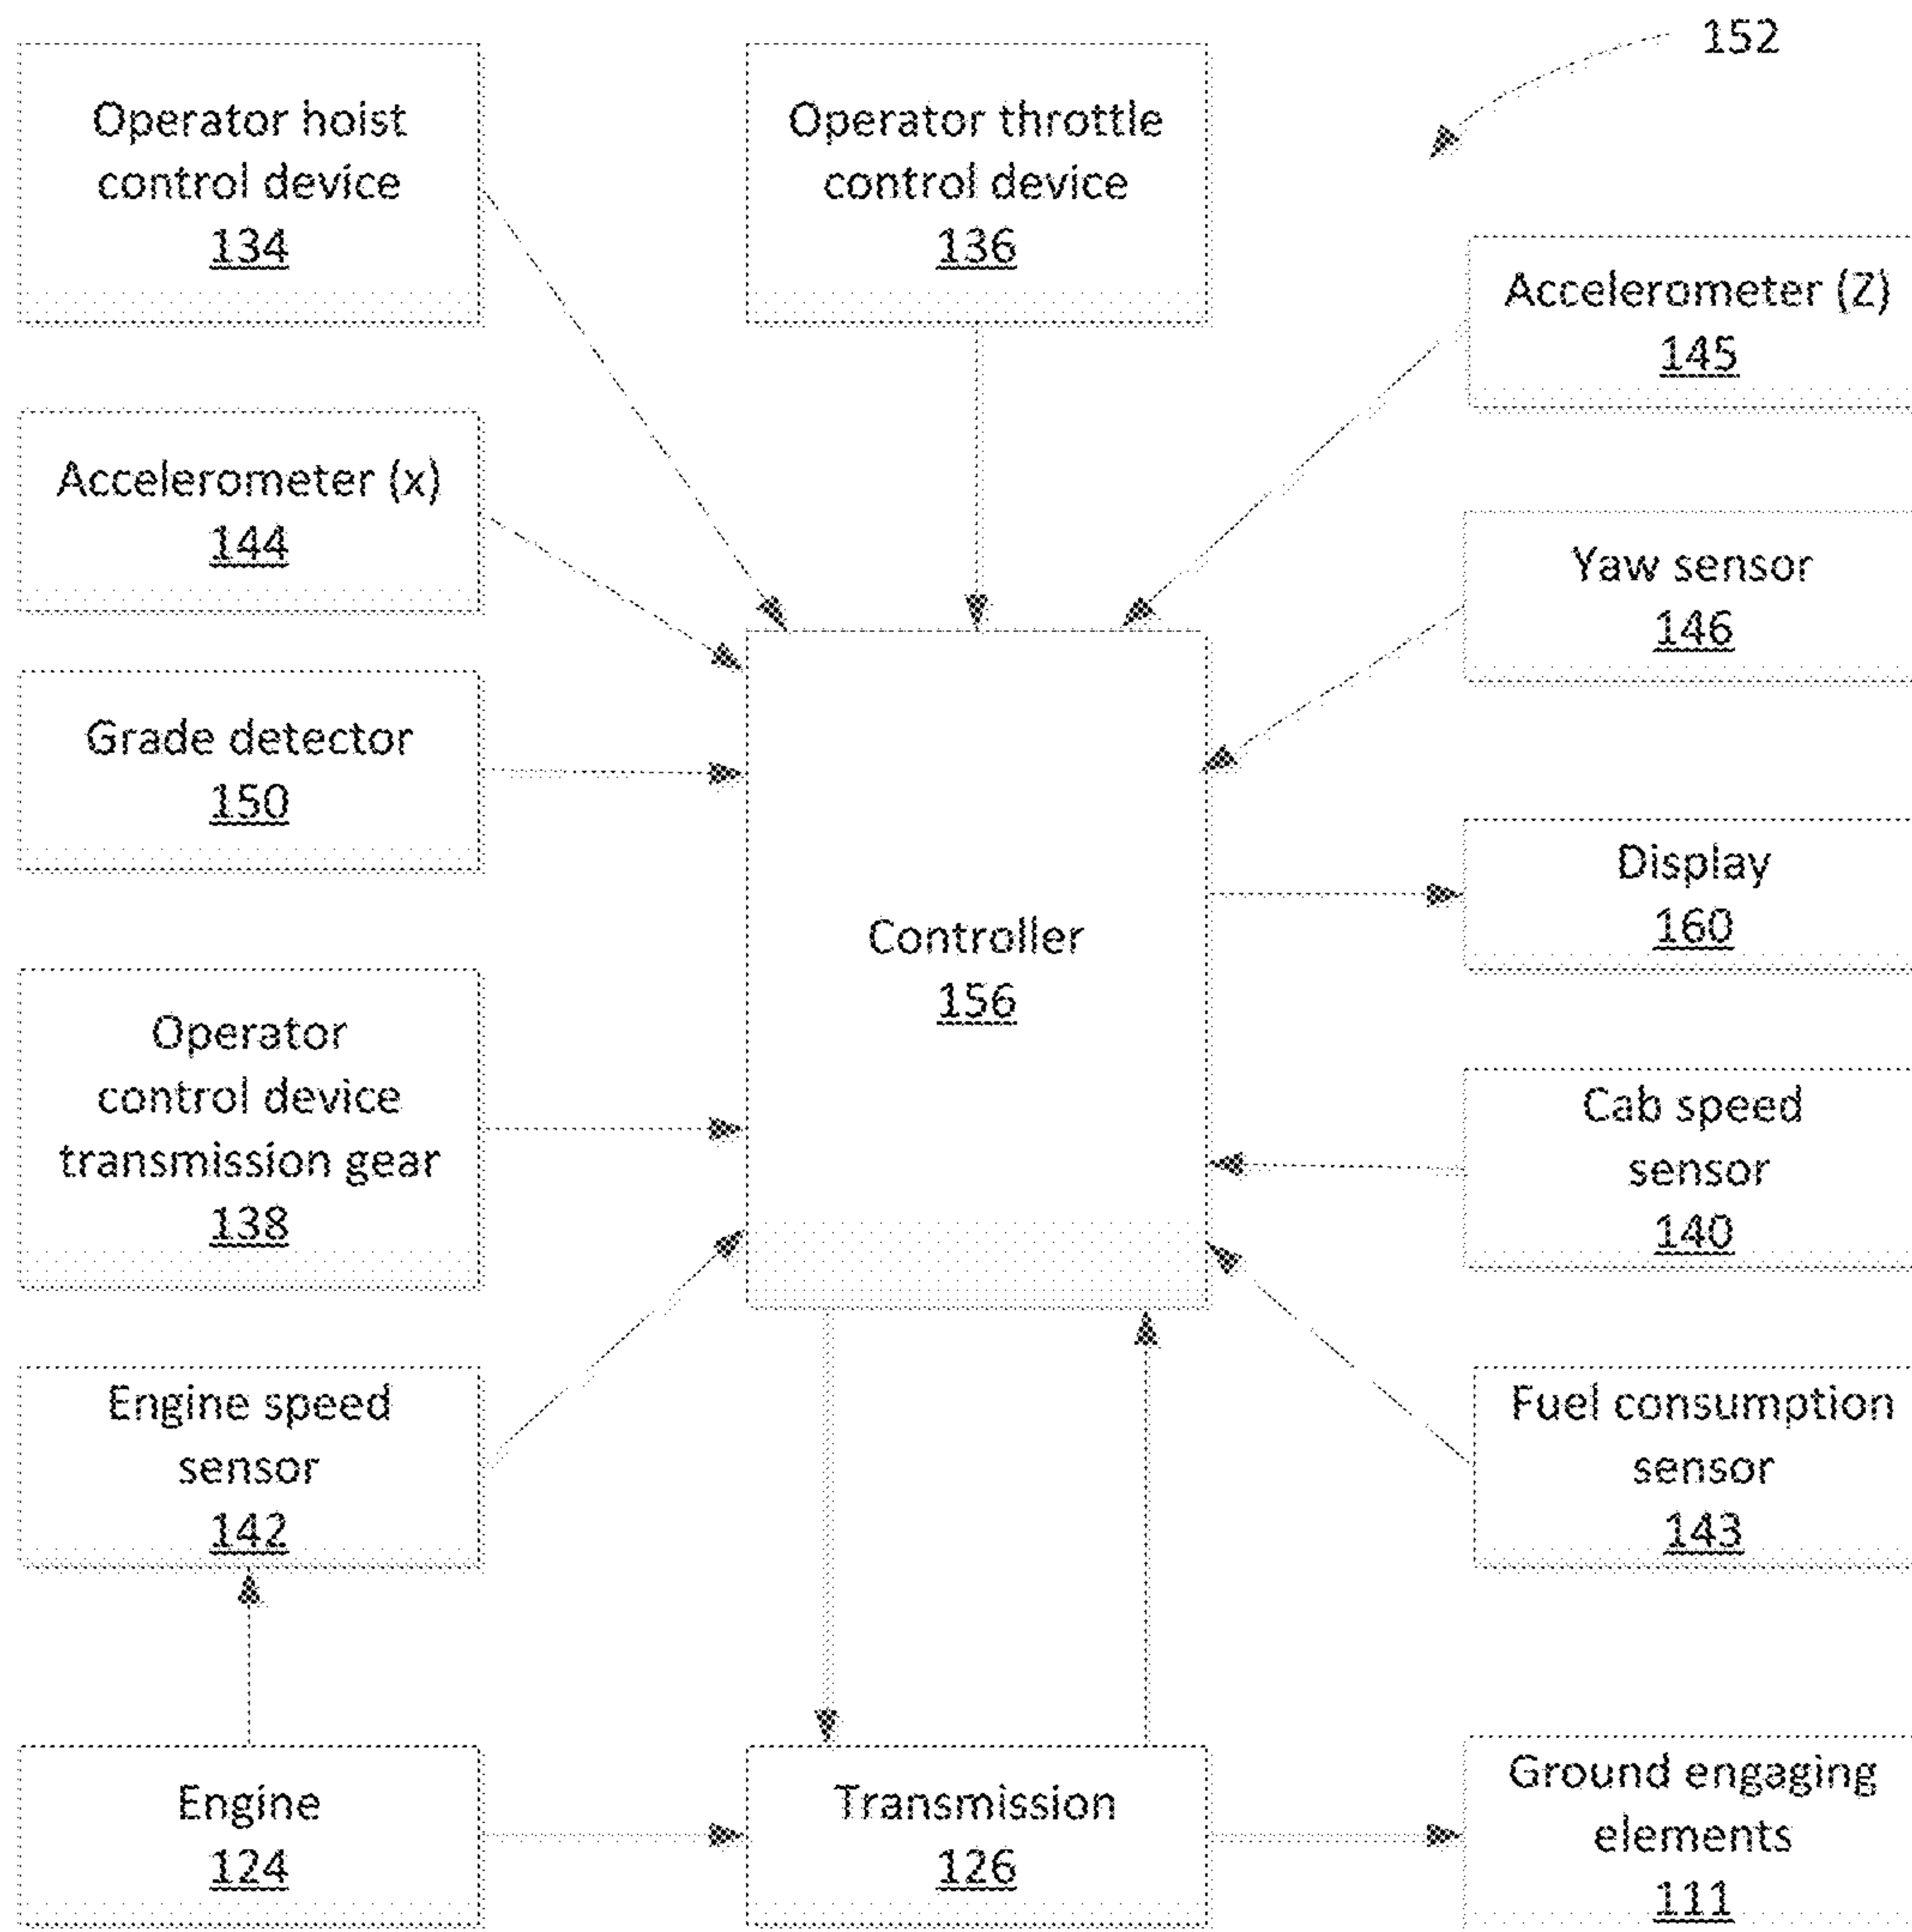 152
Operator hoist
control device
134
Operator throttle
control device
136
Accelerometer (Z)
145
Accelerometer (x)
144
Yaw sensor
146
Grade detector
150
Controller
156
Display
160
Operator
control device
transmission gear
138
Cab speed
sensor
140
Engine speed
sensor
142
Fuel consumption
sensor
143
Engine
124
Transmission
126
Ground engaging
elements
111